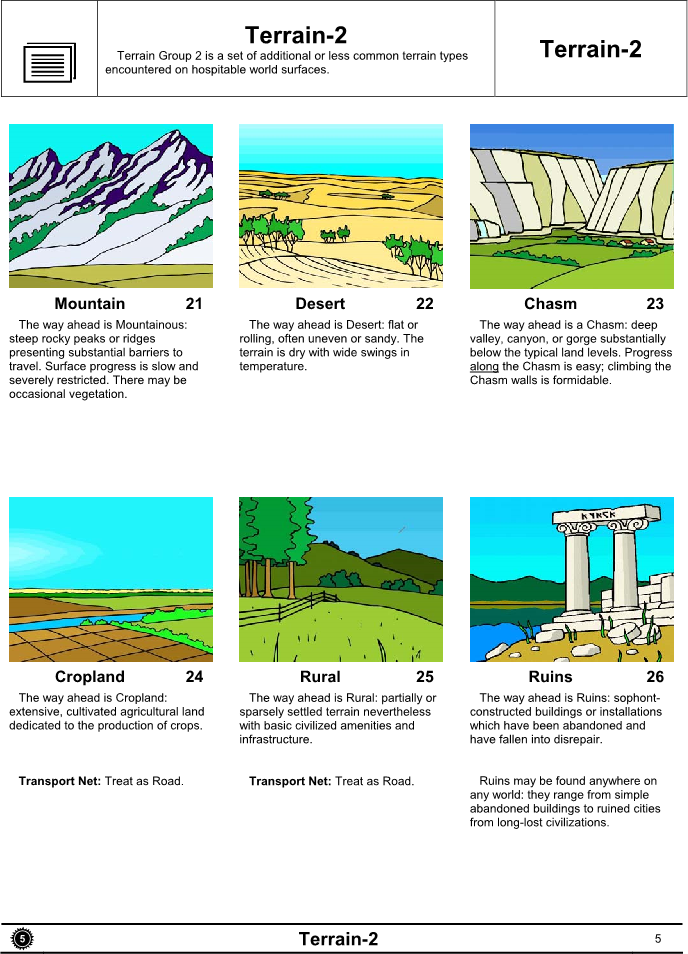 Terrain-2
Terrain Group 2 is a set of additional or less common terrain types
encountered on hospitable world surfaces.
Terrain-2
Mountain 21
The way ahead is Mountainous:
steep rocky peaks or ridges
presenting substantial barriers to
travel. Surface progress is slow and
severely restricted. There may be
occasional vegetation.
Desert 22
The way ahead is Desert: flat or
rolling, often uneven or sandy. The
terrain is dry with wide swings in
temperature.
Chasm 23
The way ahead is a Chasm: deep
valley, canyon, or gorge substantially
below the typical land levels. Progress
along the Chasm is easy; climbing the
Chasm walls is formidable.
Cropland 24
The way ahead is Cropland:
extensive, cultivated agricultural land
dedicated to the production of crops.
Transport Net: Treat as Road.
Rural 25
The way ahead is Rural: partially or
sparsely settled terrain nevertheless
with basic civilized amenities and
infrastructure.
Transport Net: Treat as Road.
Ruins 26
The way ahead is Ruins: sophont-
constructed buildings or installations
which have been abandoned and
have fallen into disrepair.
Ruins may be found anywhere on
any world: they range from simple
abandoned buildings to ruined cities
from long-lost civilizations.
5
Terrain-2
5